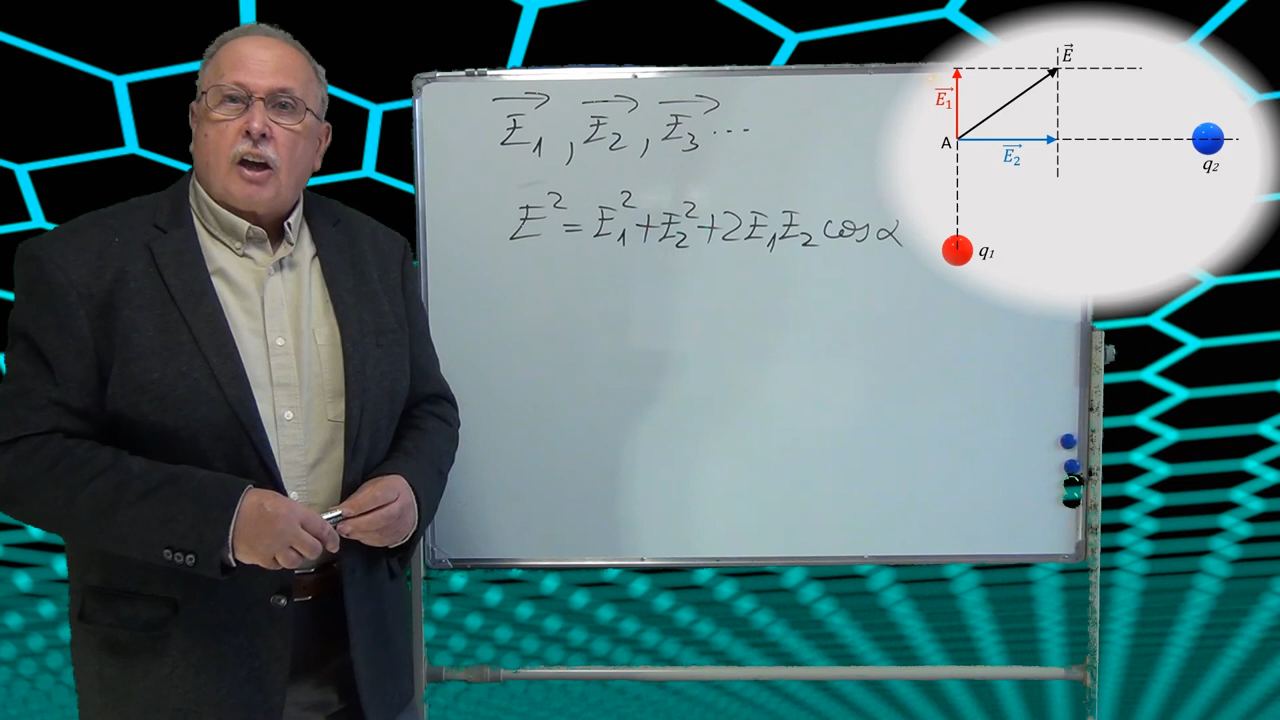 E⃗₁, E⃗₂, E⃗₃...
E² = E₁² + E₂² + 2E₁E₂ cos α
E⃗
E⃗₁
A
E⃗₂
q₂
q₁